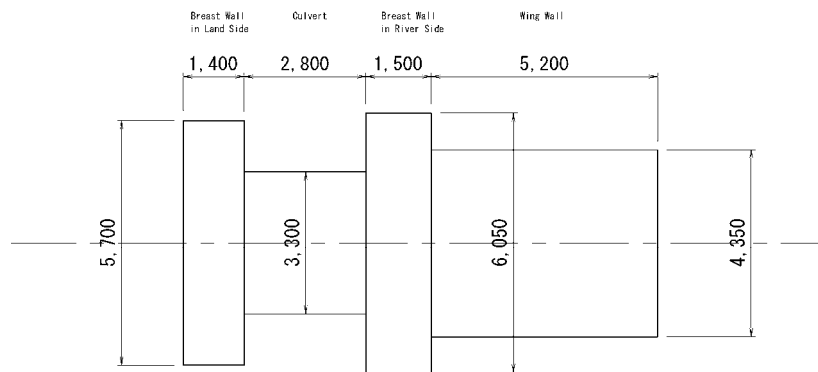 Breast Wall
in Land Side
Culvert
Breast Wall
in River Side
Wing Wall
1,400
2,800
1,500
5,200
5,700
3,300
6,050
4,350